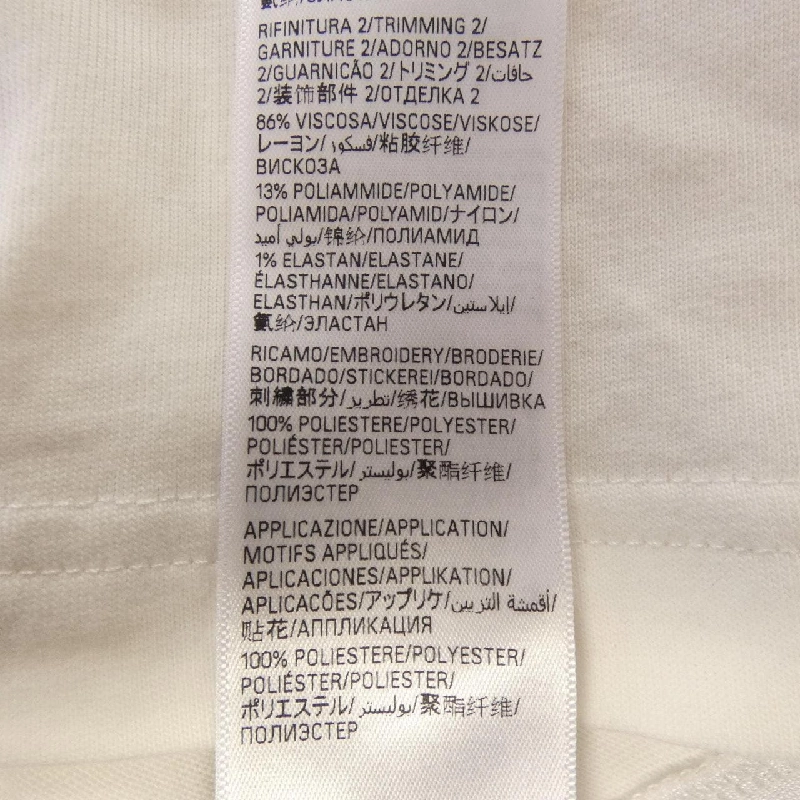 RIFINITURA 2/TRIMMING 2/
GARNITURE 2/ADORNO 2/BESATZ
2/GUARNICÃO 2/トリミング 2/حافات
2/装饰部件 2/ОТДЕЛКА 2
86% VISCOSA/VISCOSE/VISKOSE/
レーヨン/فسكوز/粘胶纤维/
ВИСКОЗА
13% POLIAMMIDE/POLYAMIDE/
POLIAMIDA/POLYAMID/ナイロン/
بولي أميد/锦纶/ПОЛИАМИД
1% ELASTAN/ELASTANE/
ÉLASTHANNE/ELASTANO/
ELASTHAN/ポリウレタン/إيلاستين/
氨纶/ЭЛАСТАН
RICAMO/EMBROIDERY/BRODERIE/
BORDADO/STICKEREI/BORDADO/
刺繍部分/تطريز/绣花/ВЫШИВКА
100% POLIESTERE/POLYESTER/
POLIÉSTER/POLIESTER/
ポリエステル/بوليستر/聚酯纤维/
ПОЛИЭСТЕР
APPLICAZIONE/APPLICATION/
MOTIFS APPLIQUÉS/
APLICACIONES/APPLIKATION/
APLICACÕES/アップリケ/أقمشة التزيين/
贴花/АППЛИКАЦИЯ
100% POLIESTERE/POLYESTER/
POLIÉSTER/POLIESTER/
ポリエステル/بوليستر/聚酯纤维/
ПОЛИЭСТЕР